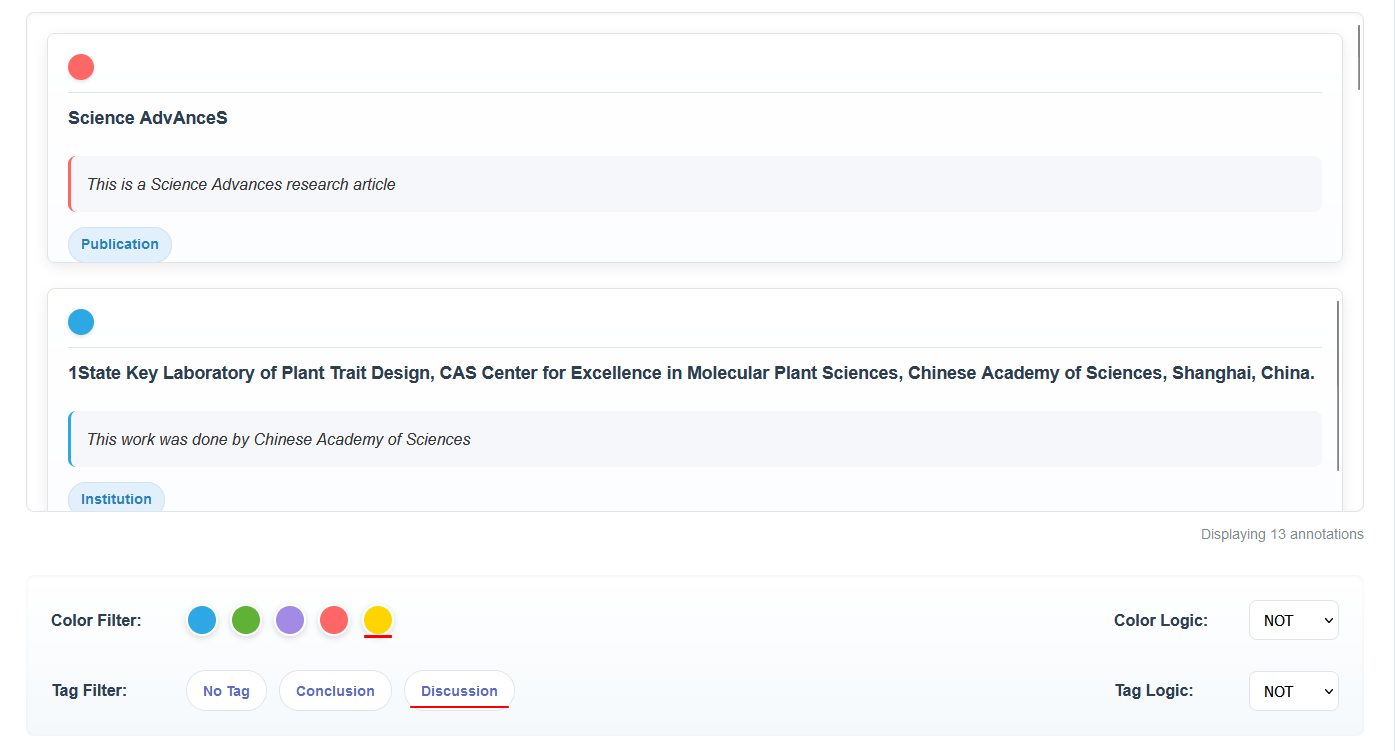 Science AdvAnceS
This is a Science Advances research article
Publication
1State Key Laboratory of Plant Trait Design, CAS Center for Excellence in Molecular Plant Sciences, Chinese Academy of Sciences, Shanghai, China.
This work was done by Chinese Academy of Sciences
Institution
Displaying 13 annotations
Color Filter:
Color Logic:
NOT
Tag Filter:
No Tag
Conclusion
Discussion
Tag Logic:
NOT